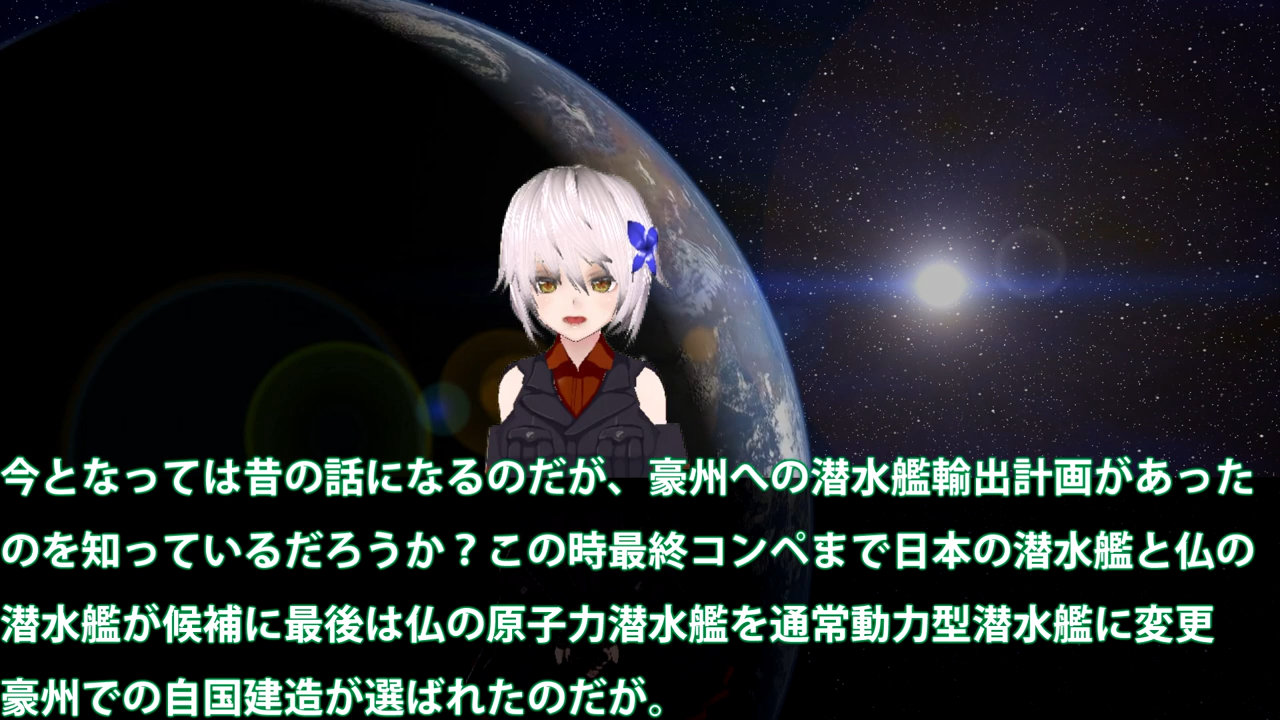 今となっては昔の話になるのだが、豪州への潜水艦輸出計画があった
のを知っているだろうか？この時最終コンペまで日本の潜水艦と仏の
潜水艦が候補に最後は仏の原子力潜水艦を通常動力型潜水艦に変更
豪州での自国建造が選ばれたのだが。